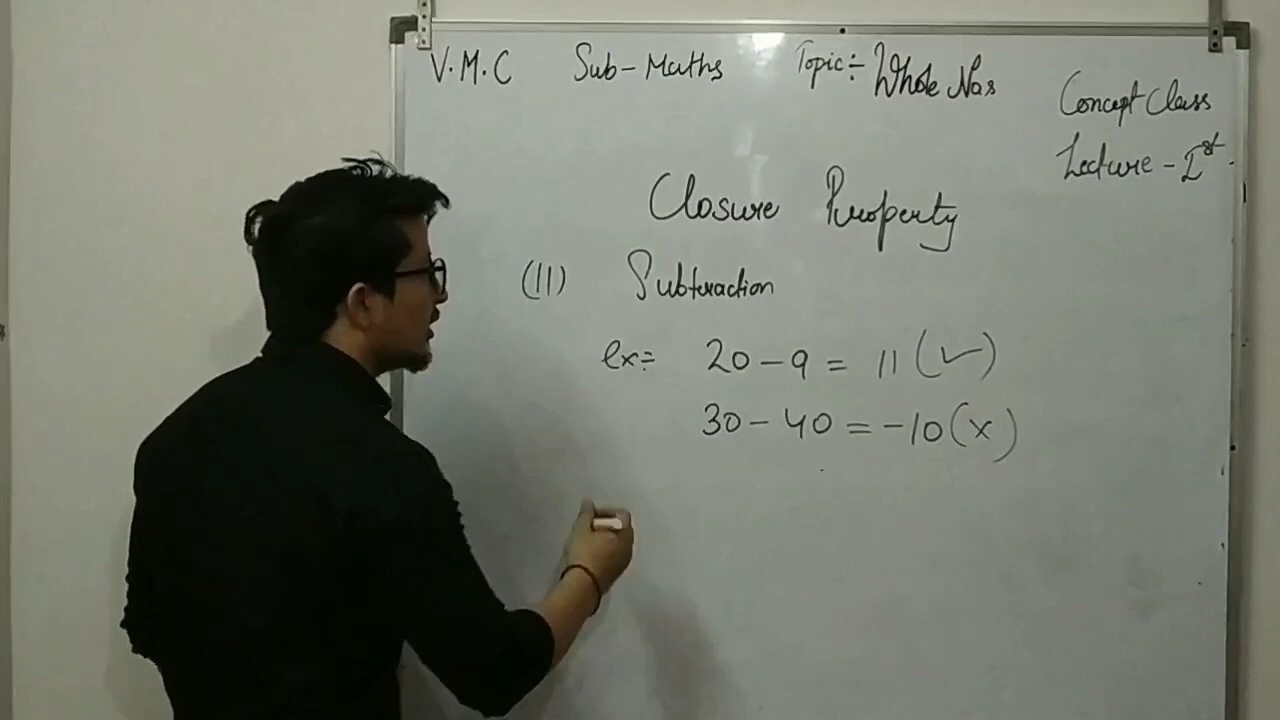 V.M.C Sub-Maths Topic:- Whole Nos
Concept Class
Lecture - Ist.
Closure Property
(II) Subtraction
ex:- 20 - 9 = 11 (✓)
30 - 40 = -10 (x)